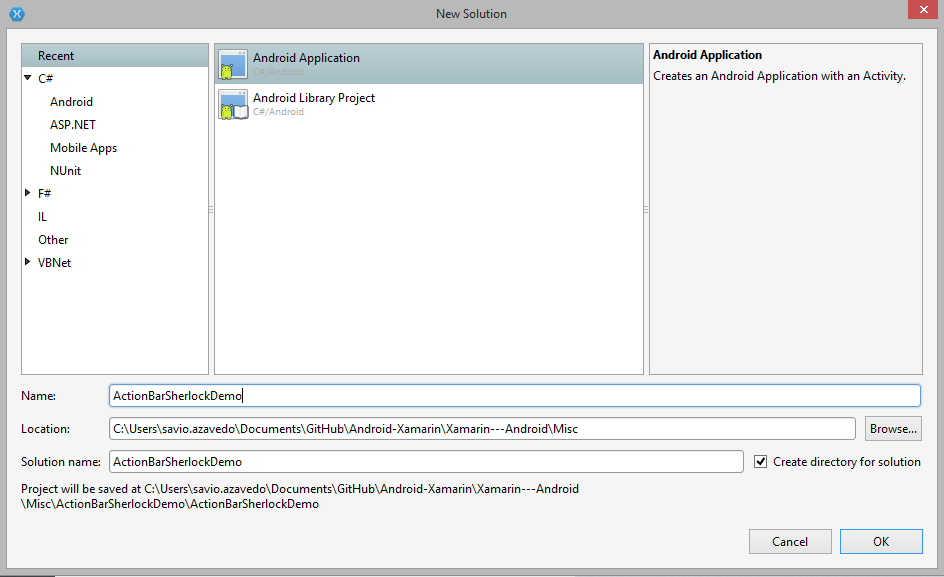 New Solution
Recent
C#
Android
ASP.NET
Mobile Apps
NUnit
F#
IL
Other
VBNet
Android Application
C#/Android
Android Library Project
C#/Android
Android Application
Creates an Android Application with an Activity.
Name:
ActionBarSherlockDemo
Location:
C:\Users\savio.azavedo\Documents\GitHub\Android-Xamarin\Xamarin---Android\Misc
Browse...
Solution name:
ActionBarSherlockDemo
Create directory for solution
Project will be saved at C:\Users\savio.azavedo\Documents\GitHub\Android-Xamarin\Xamarin---Android
\Misc\ActionBarSherlockDemo\ActionBarSherlockDemo
Cancel
OK